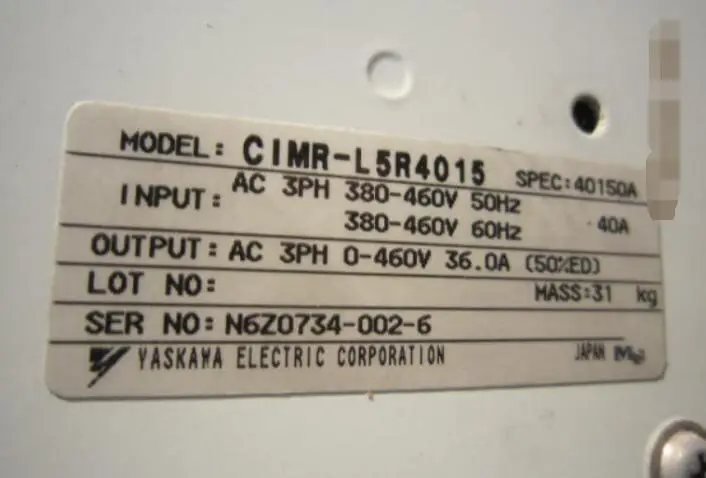 MODEL: CIMR-L5R4015 SPEC: 40150A
INPUT: AC 3PH 380-460V 50Hz
380-460V 60Hz 40A
OUTPUT: AC 3PH 0-460V 36.0A (50%ED)
LOT NO: MASS:31 kg
SER NO: N6Z0734-002-6
YASKAWA ELECTRIC CORPORATION JAPAN